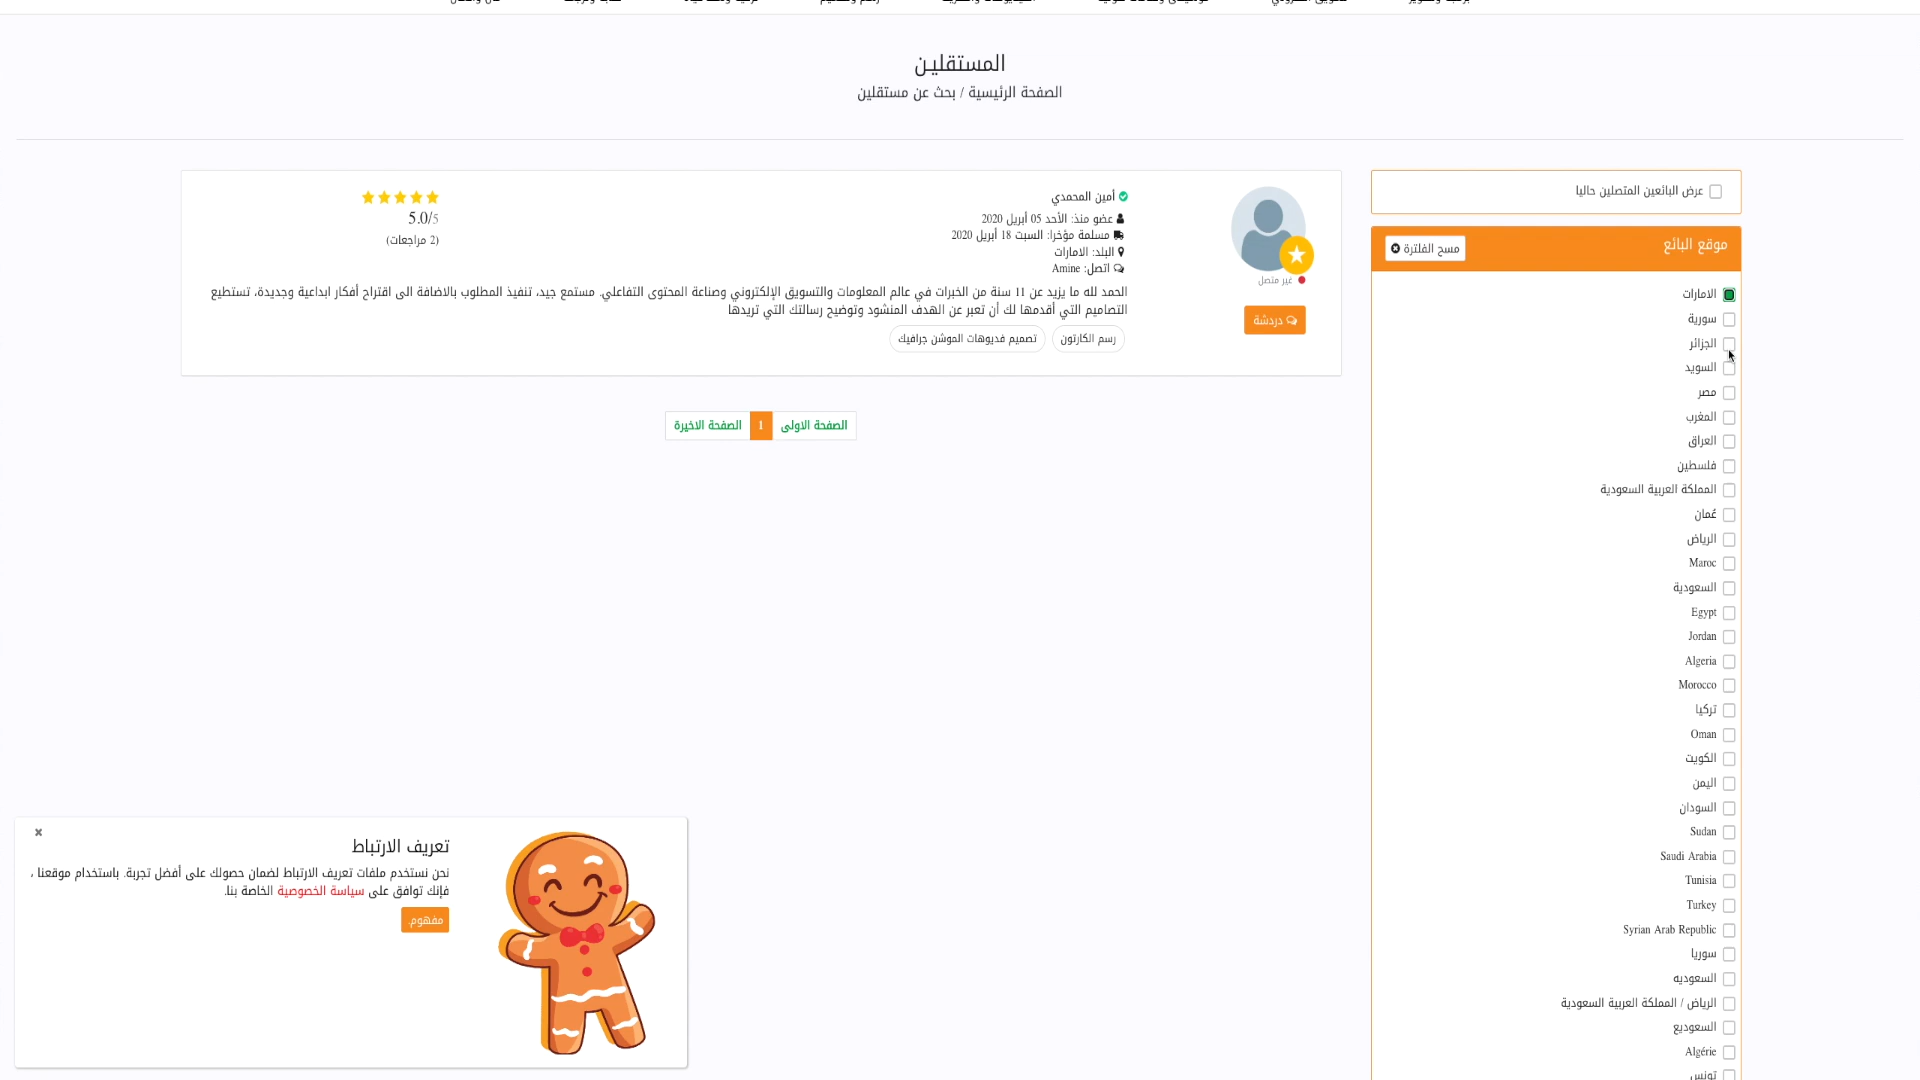 المستقليـن
الصفحة الرئيسية / بحث عن مستقلين
عرض البائعين المتصلين حاليا
موقع البائع
مسح الفلترة
الامارات
سورية
الجزائر
السويد
مصر
المغرب
العراق
فلسطين
المملكة العربية السعودية
عُمان
الرياض
Maroc
السعودية
Egypt
Jordan
Algeria
Morocco
تركيا
Oman
الكويت
اليمن
السودان
Sudan
Saudi Arabia
Tunisia
Turkey
Syrian Arab Republic
سوريا
السعوديه
الرياض / المملكة العربية السعودية
السعوديع
Algérie
تونس
غير متصل
دردشة
أمين المحمدي
عضو منذ: الأحد 05 أبريل 2020
مسلمة مؤخرا: السبت 18 أبريل 2020
البلد: الامارات
اتصل: Amine
الحمد لله ما يزيد عن 11 سنة من الخبرات في عالم المعلومات والتسويق الإلكتروني وصناعة المحتوى التفاعلي. مستمع جيد، تنفيذ المطلوب بالاضافة الى اقتراح أفكار ابداعية وجديدة، تستطيع
التصاميم التي أقدمها لك أن تعبر عن الهدف المنشود وتوضيح رسالتك التي تريدها
رسم الكارتون
تصميم فديوهات الموشن جرافيك
5.0/5
(2 مراجعات)
الصفحة الاولى
1
الصفحة الاخيرة
×
تعريف الارتباط
نحن نستخدم ملفات تعريف الارتباط لضمان حصولك على أفضل تجربة. باستخدام موقعنا ،
فإنك توافق على سياسة الخصوصية الخاصة بنا.
مفهوم.